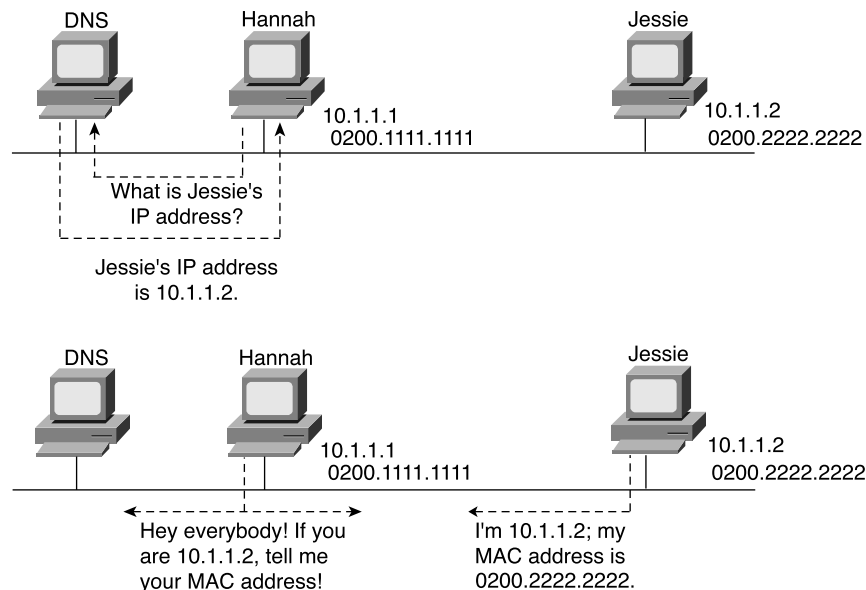 DNS
Hannah
Jessie
10.1.1.1
0200.1111.1111
10.1.1.2
0200.2222.2222
What is Jessie's
IP address?
Jessie's IP address
is 10.1.1.2.
DNS
Hannah
Jessie
10.1.1.1
0200.1111.1111
10.1.1.2
0200.2222.2222
Hey everybody! If you
are 10.1.1.2, tell me
your MAC address!
I'm 10.1.1.2; my
MAC address is
0200.2222.2222.